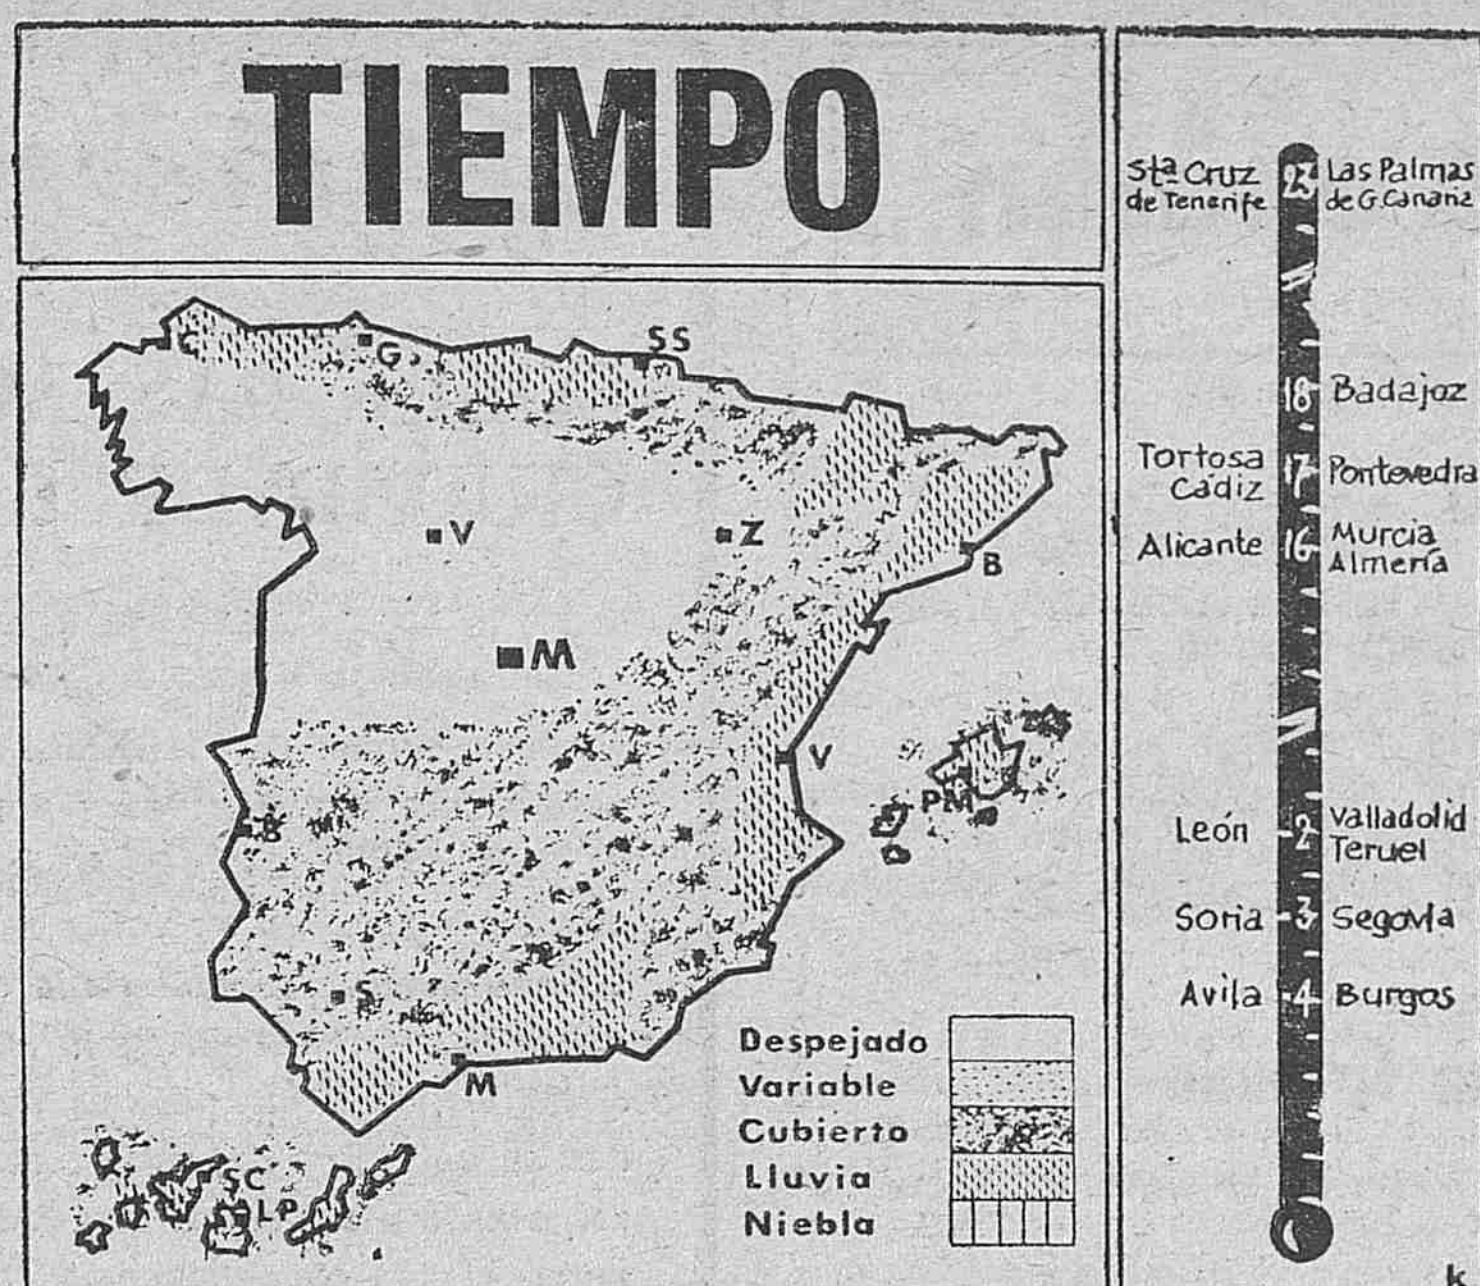 TIEMPO
C
G
SS
V
Z
B
M
V
PM
B
S
M
SC
LP
Despejado
Variable
Cubierto
Lluvia
Niebla
Stª Cruz
de Tenerife
23
Las Palmas
de G. Canaria
18
Badajoz
Tortosa
Cádiz
17
Pontevedra
Alicante
16
Murcia
Almería
León
-2
Valladolid
Teruel
Soria
-3
Segovia
Avila
-4
Burgos
k